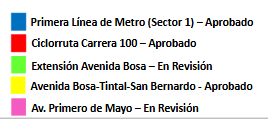 Primera Línea de Metro (Sector 1) – Aprobado
Ciclorruta Carrera 100 – Aprobado
Extensión Avenida Bosa – En Revisión
Avenida Bosa-Tintal-San Bernardo - Aprobado
Av. Primero de Mayo – En Revisión